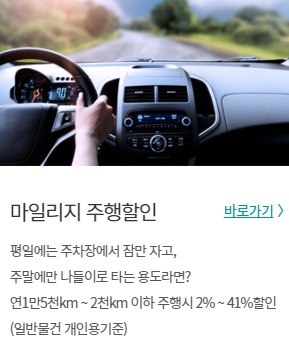 90
마일리지 주행할인
바로가기 〉
평일에는 주차장에서 잠만 자고,
주말에만 나들이로 타는 용도라면?
연1만5천km ~ 2천km 이하 주행시 2% ~ 41%할인
(일반물건 개인용기준)